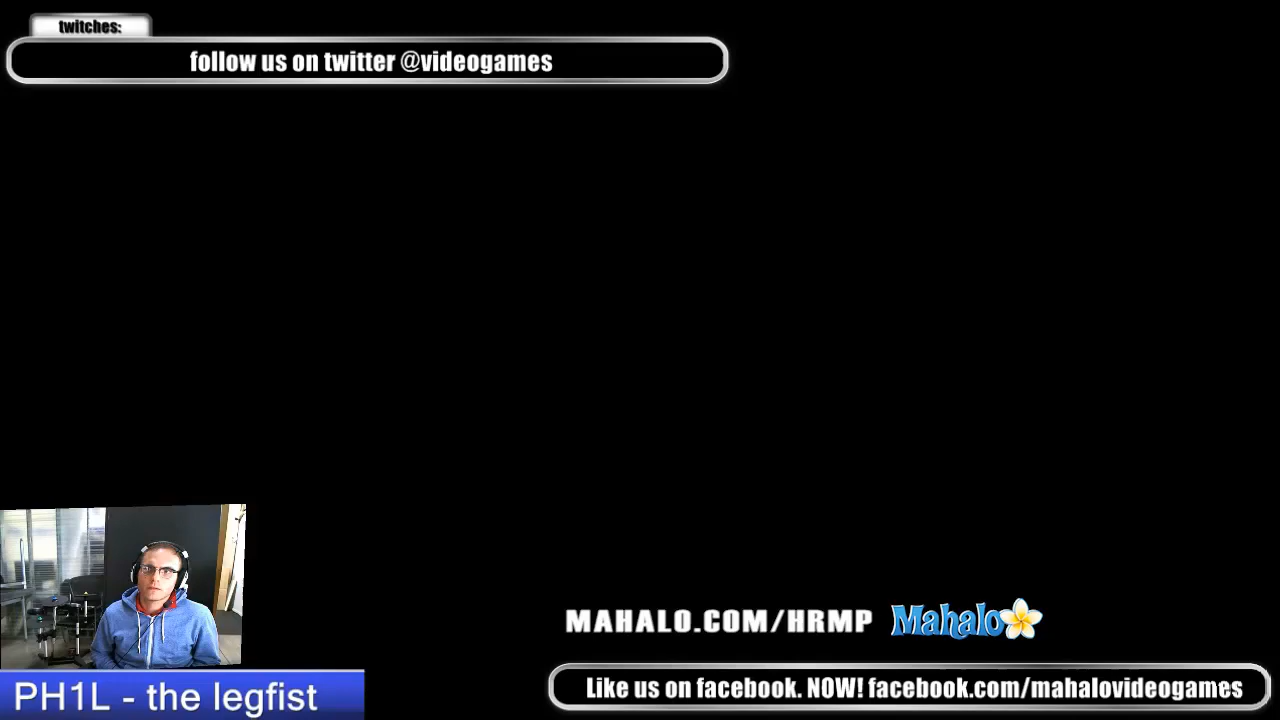 twitches:
follow us on twitter @videogames
MAHALO.COM/HRMP Mahalo
Like us on facebook. NOW! facebook.com/mahalovideogames
PH1L - the legfist